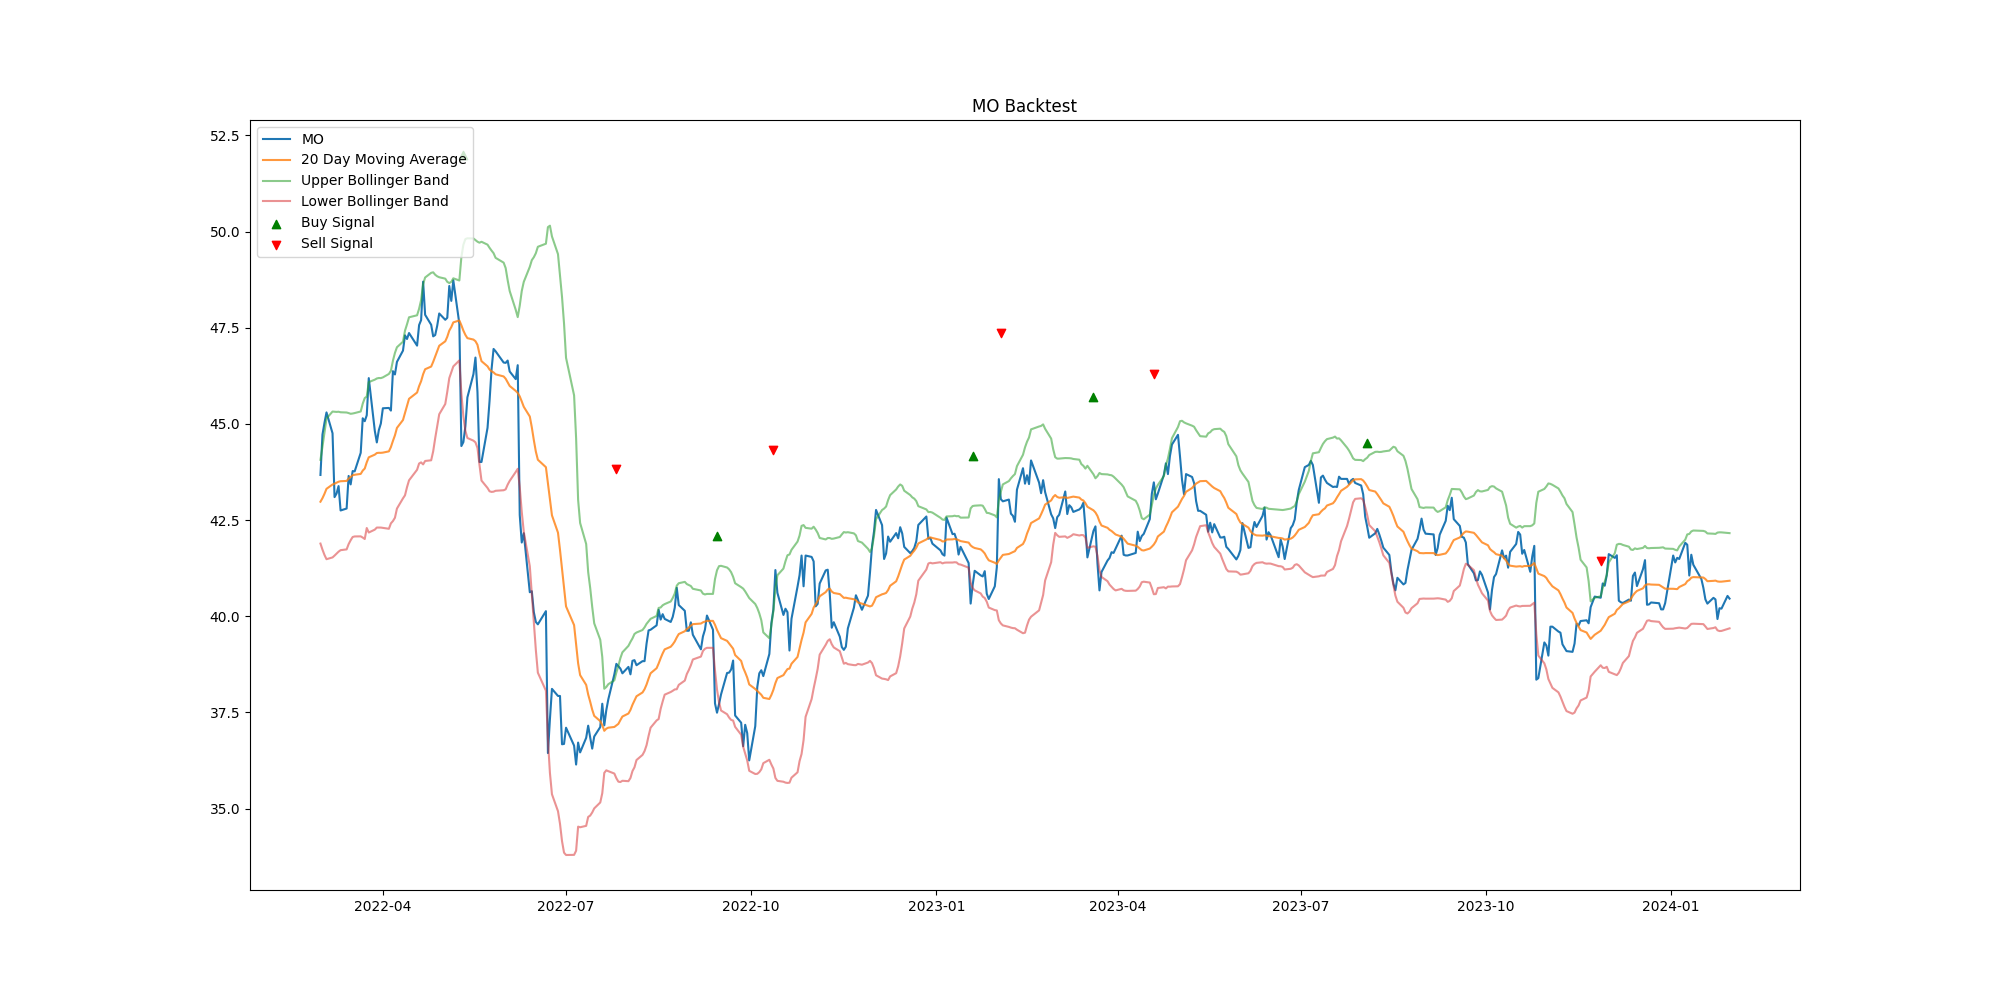 MO Backtest
52.5
50.0
47.5
45.0
42.5
40.0
37.5
35.0
MO
20 Day Moving Average
Upper Bollinger Band
Lower Bollinger Band
Buy Signal
Sell Signal
2022-04
2022-07
2022-10
2023-01
2023-04
2023-07
2023-10
2024-01